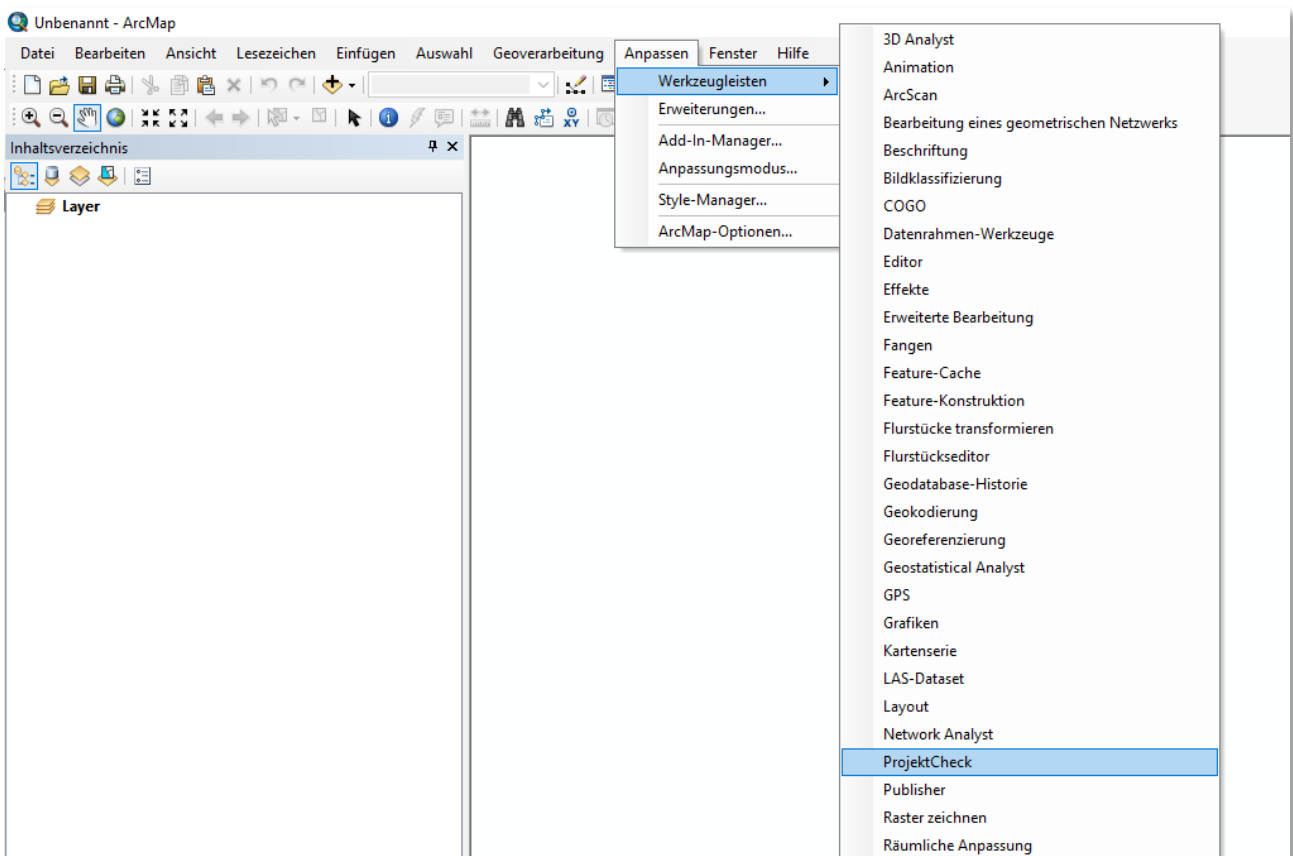 Unbenannt - ArcMap
Datei Bearbeiten Ansicht Lesezeichen Einfügen Auswahl Geoverarbeitung Anpassen Fenster Hilfe
Inhaltsverzeichnis
Layer
Werkzeugleisten
Erweiterungen...
Add-In-Manager...
Anpassungsmodus...
Style-Manager...
ArcMap-Optionen...
3D Analyst
Animation
ArcScan
Bearbeitung eines geometrischen Netzwerks
Beschriftung
Bildklassifizierung
COGO
Datenrahmen-Werkzeuge
Editor
Effekte
Erweiterte Bearbeitung
Fangen
Feature-Cache
Feature-Konstruktion
Flurstücke transformieren
Flurstückseditor
Geodatabase-Historie
Geokodierung
Georeferenzierung
Geostatistical Analyst
GPS
Grafiken
Kartenserie
LAS-Dataset
Layout
Network Analyst
ProjektCheck
Publisher
Raster zeichnen
Räumliche Anpassung